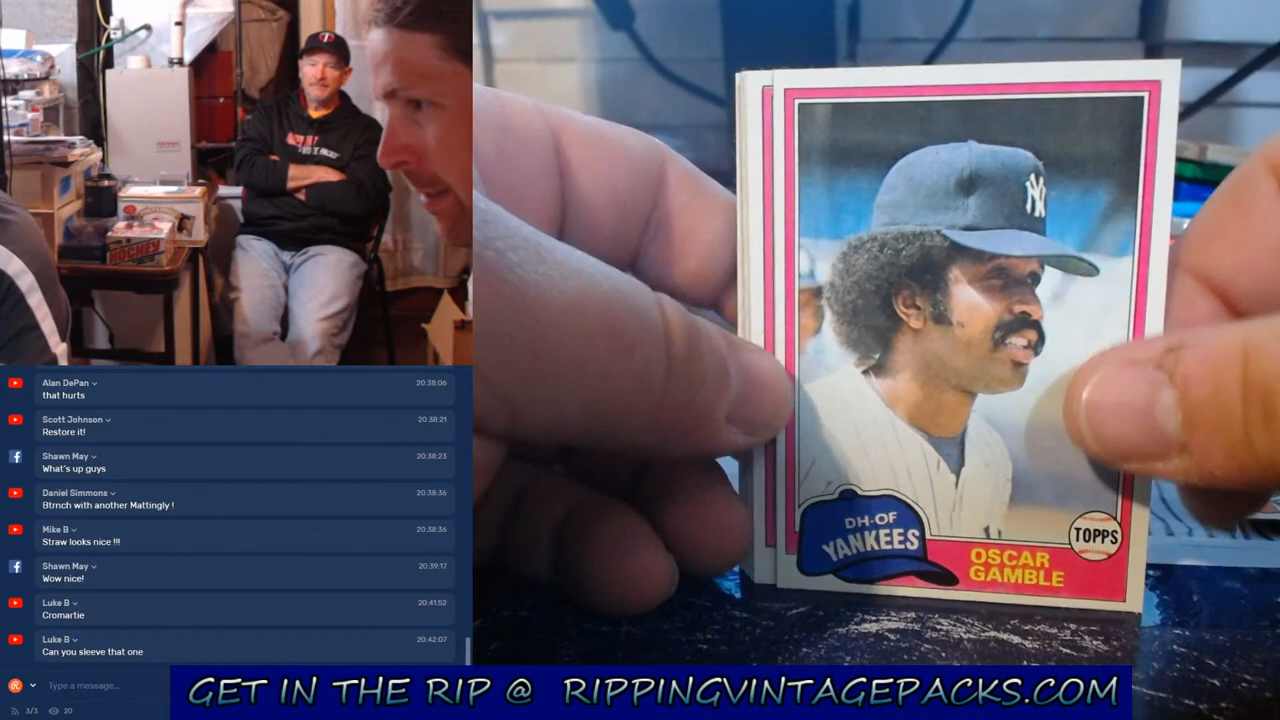 HOCKEY
Alan DePan 20:38:06
that hurts
Scott Johnson 20:38:21
Restore it!
Shawn May 20:38:23
What's up guys
Daniel Simmons 20:38:36
Btrnch with another Mattingly !
Mike B 20:38:36
Straw looks nice !!!
Shawn May 20:39:17
Wow nice!
Luke B 20:41:52
Cromartie
Luke B 20:42:07
Can you sleeve that one
Type a message...
3/3 20
NY
DH-OF
YANKEES
OSCAR
GAMBLE
TOPPS
GET IN THE RIP @ RIPPINGVINTAGEPACKS.COM